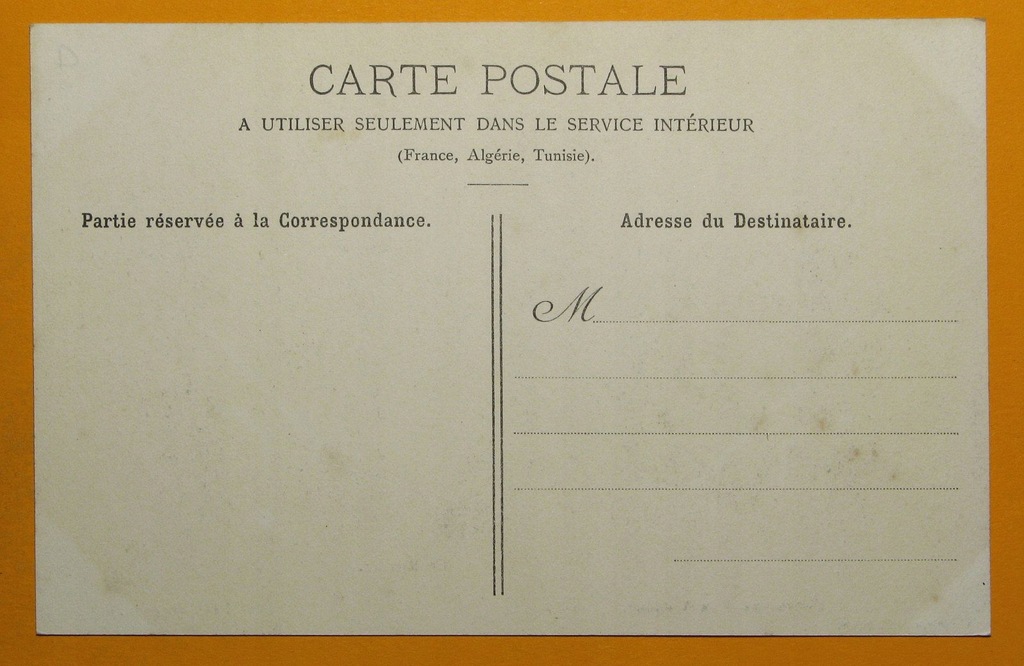 CARTE POSTALE
A UTILISER SEULEMENT DANS LE SERVICE INTÉRIEUR
(France, Algérie, Tunisie).
Partie réservée à la Correspondance.
Adresse du Destinataire.
M